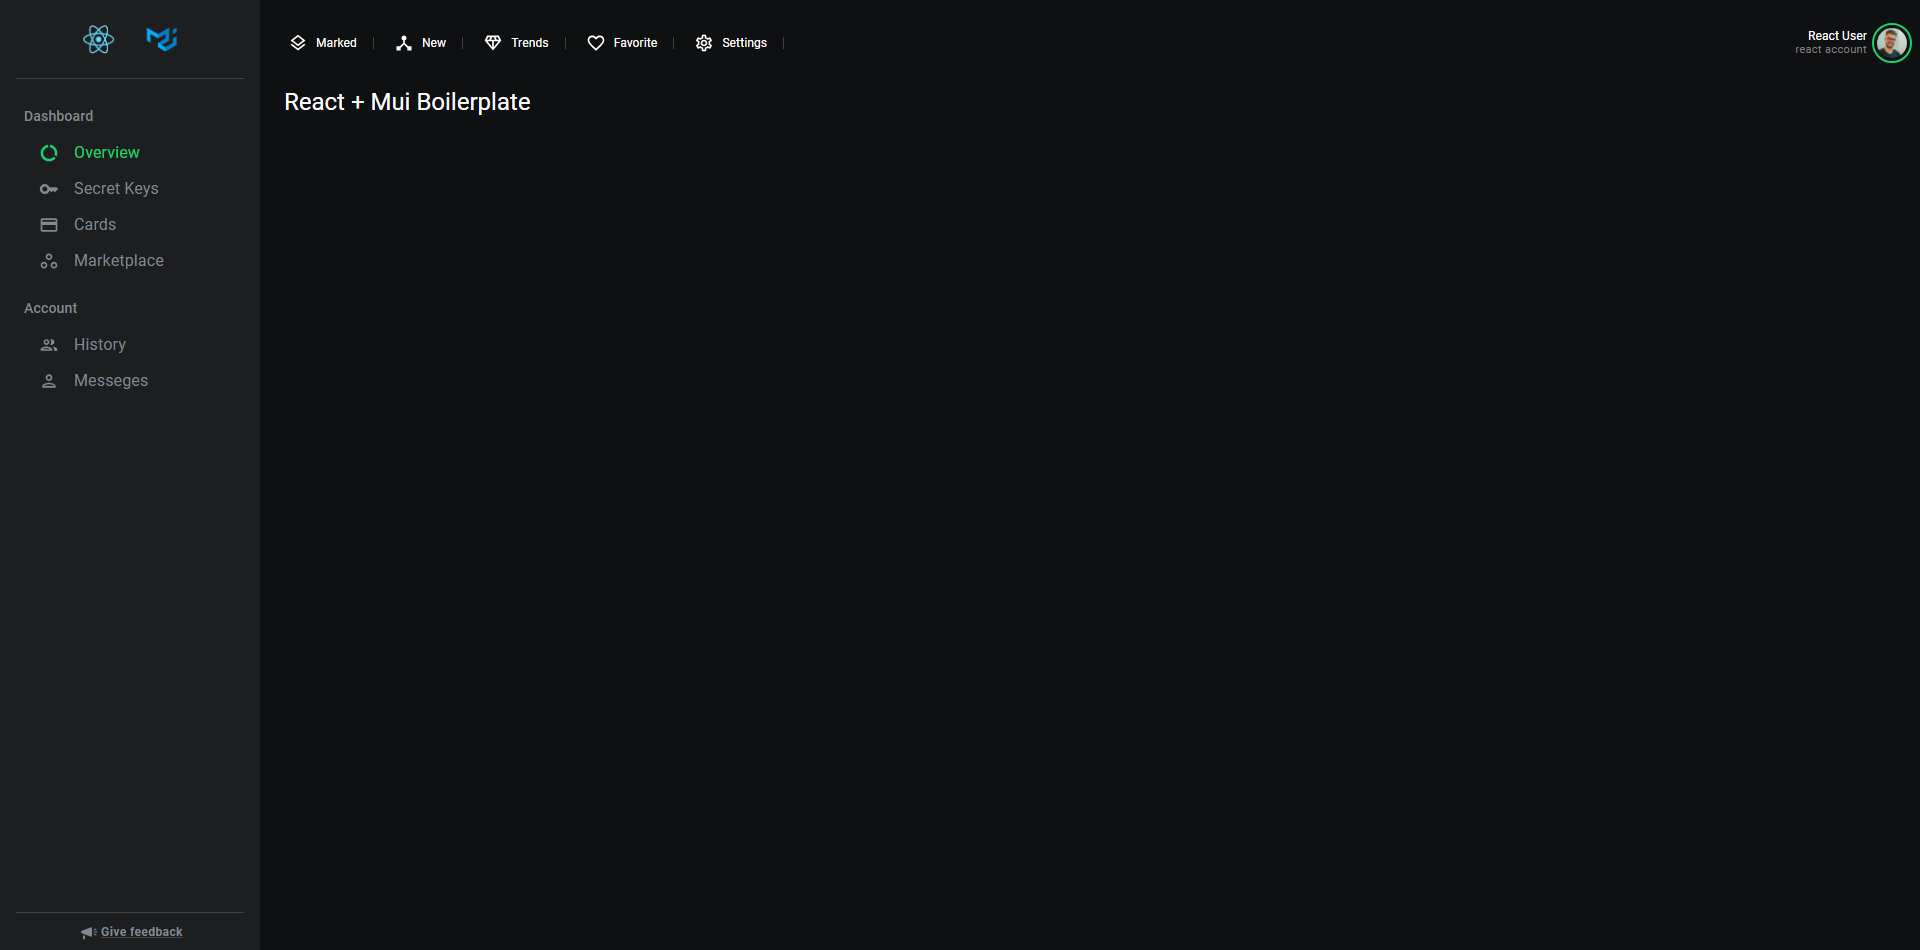 Marked
New
Trends
Favorite
Settings
React User
react account
React + Mui Boilerplate
Dashboard
Overview
Secret Keys
Cards
Marketplace
Account
History
Messeges
Give feedback